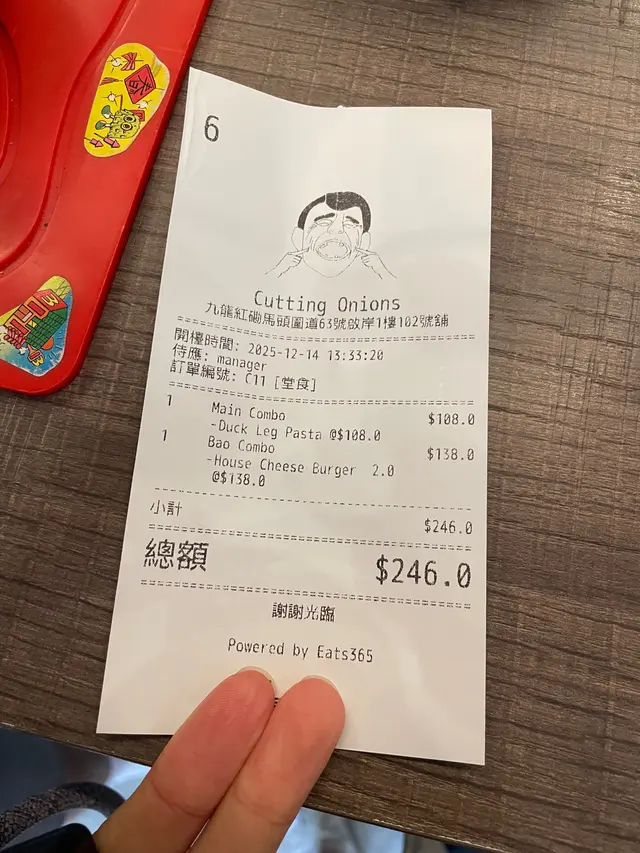 6
Cutting Onions
九龍紅磡馬頭圍道63號啟岸1樓102號舖
開檯時間: 2025-12-14 13:33:20
侍應: manager
訂單編號: C11 [堂食]
1 Main Combo $108.0
-Duck Leg Pasta @$108.0
1 Bao Combo $138.0
-House Cheese Burger 2.0
@$138.0
小計 $246.0
總額 $246.0
謝謝光臨
Powered by Eats365